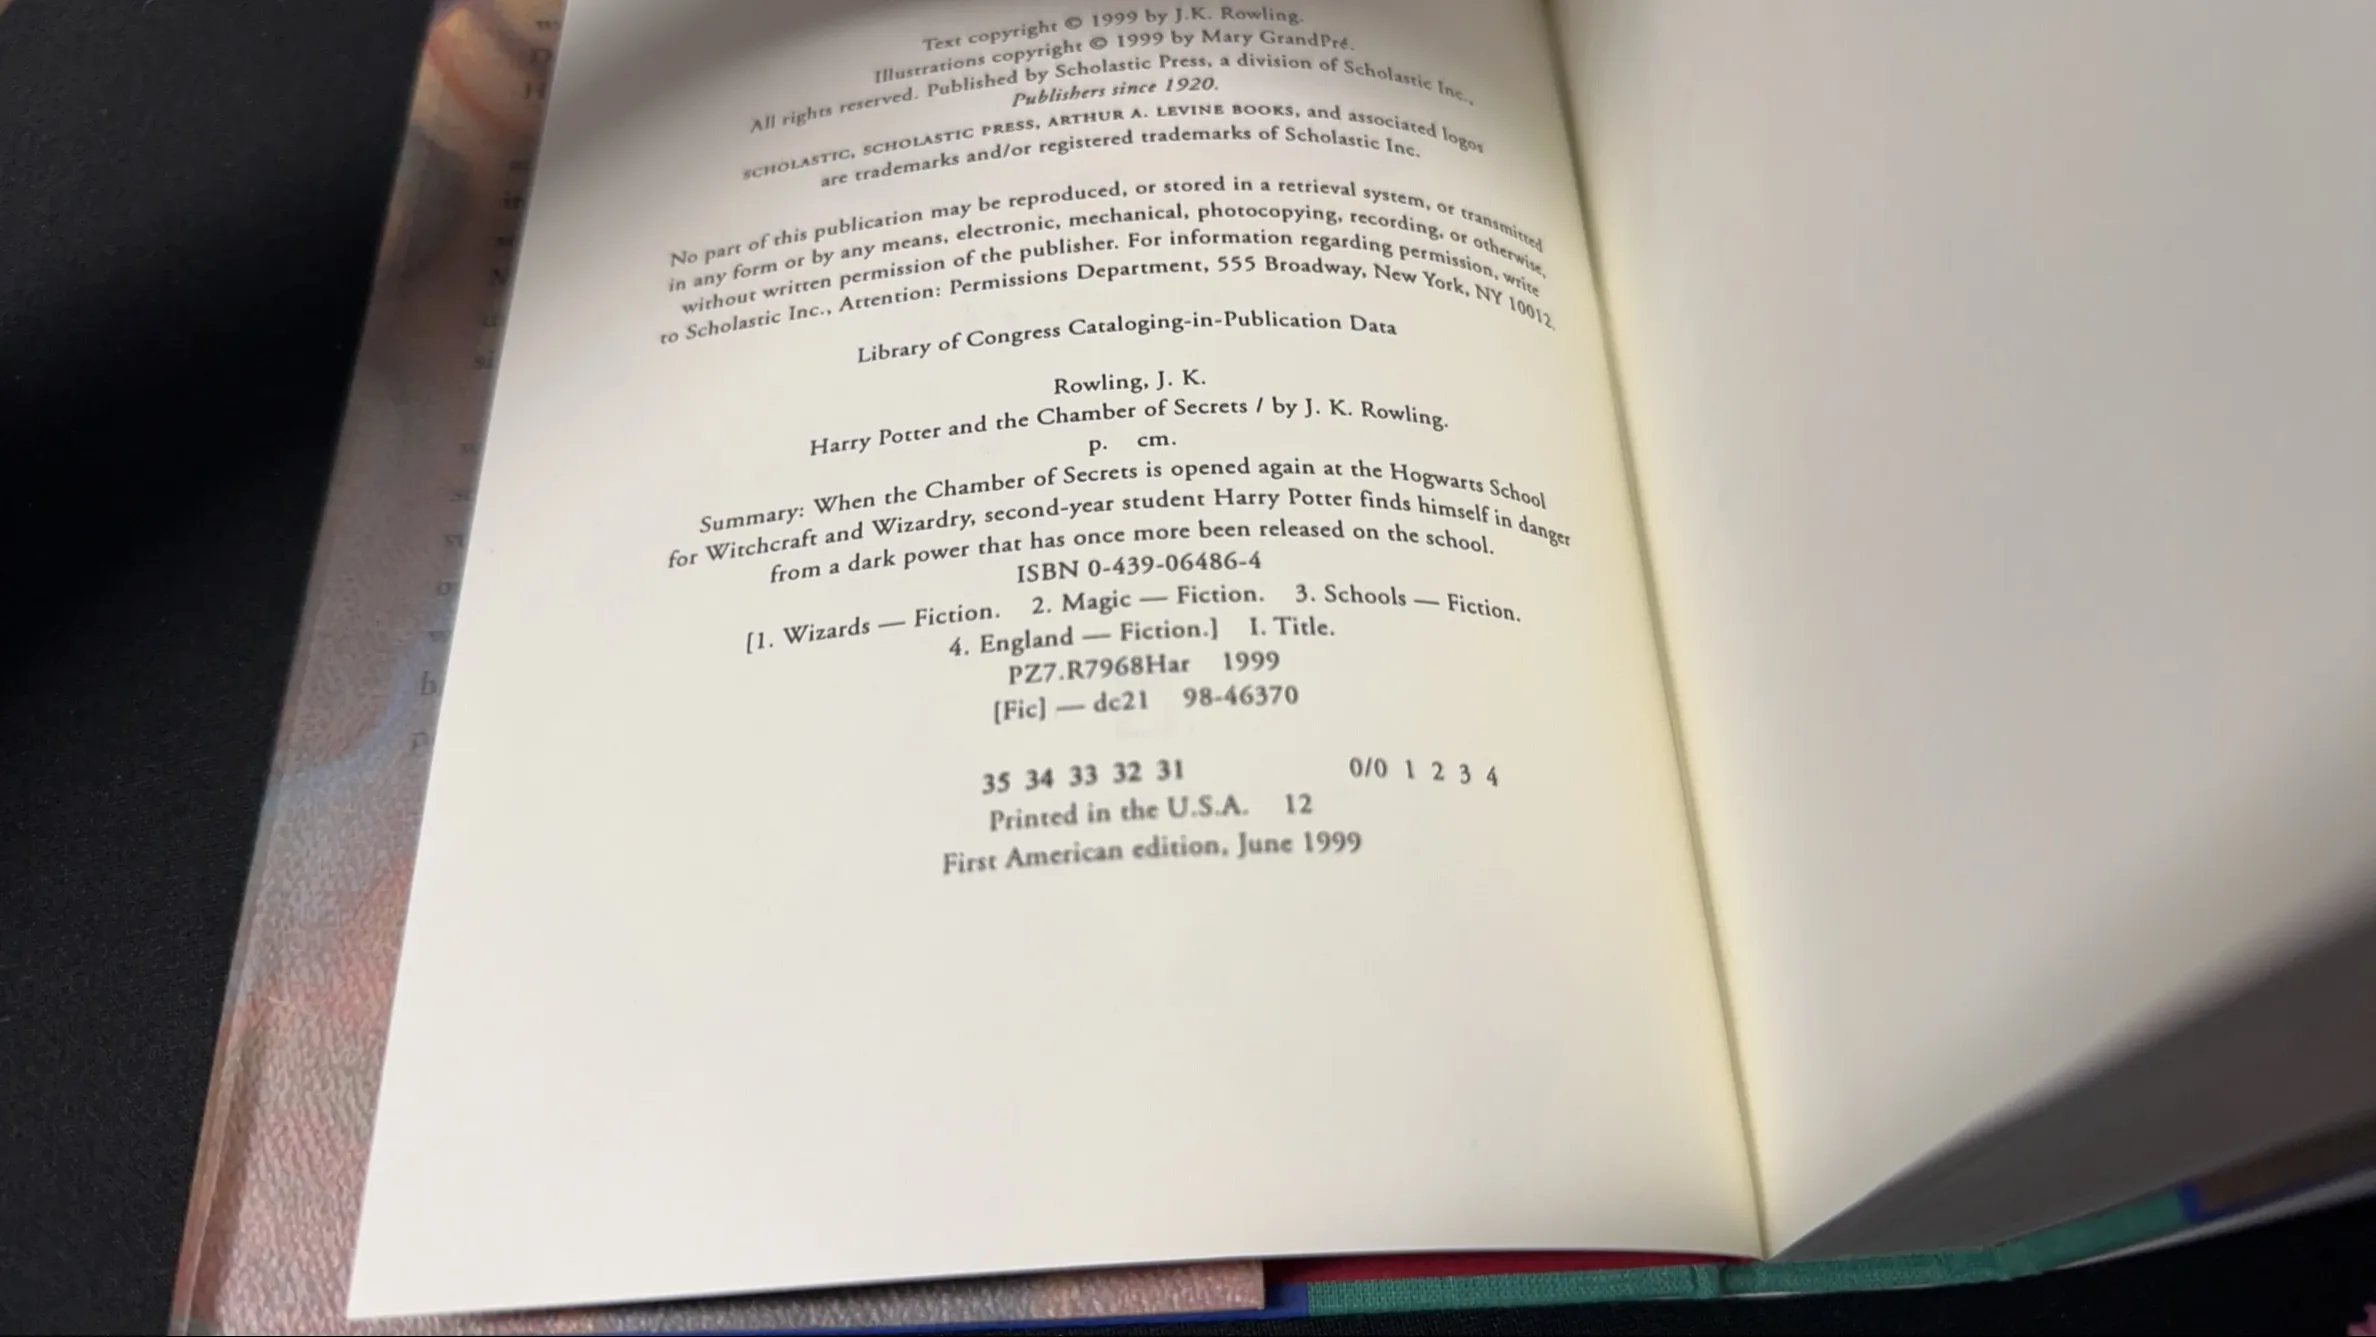 Text copyright © 1999 by J.K. Rowling.
Illustrations copyright © 1999 by Mary GrandPré.
All rights reserved. Published by Scholastic Press, a division of Scholastic Inc.,
Publishers since 1920.
SCHOLASTIC, SCHOLASTIC PRESS, ARTHUR A. LEVINE BOOKS, and associated logos
are trademarks and/or registered trademarks of Scholastic Inc.
No part of this publication may be reproduced, or stored in a retrieval system, or transmitted
in any form or by any means, electronic, mechanical, photocopying, recording, or otherwise,
without written permission of the publisher. For information regarding permission, write
to Scholastic Inc., Attention: Permissions Department, 555 Broadway, New York, NY 10012.
Library of Congress Cataloging-in-Publication Data
Rowling, J. K.
Harry Potter and the Chamber of Secrets / by J. K. Rowling.
p. cm.
Summary: When the Chamber of Secrets is opened again at the Hogwarts School
for Witchcraft and Wizardry, second-year student Harry Potter finds himself in danger
from a dark power that has once more been released on the school.
ISBN 0-439-06486-4
[1. Wizards — Fiction. 2. Magic — Fiction. 3. Schools — Fiction.
4. England — Fiction.] I. Title.
PZ7.R7968Har 1999
[Fic] — dc21 98-46370
35 34 33 32 31 0/0 1 2 3 4
Printed in the U.S.A. 12
First American edition, June 1999